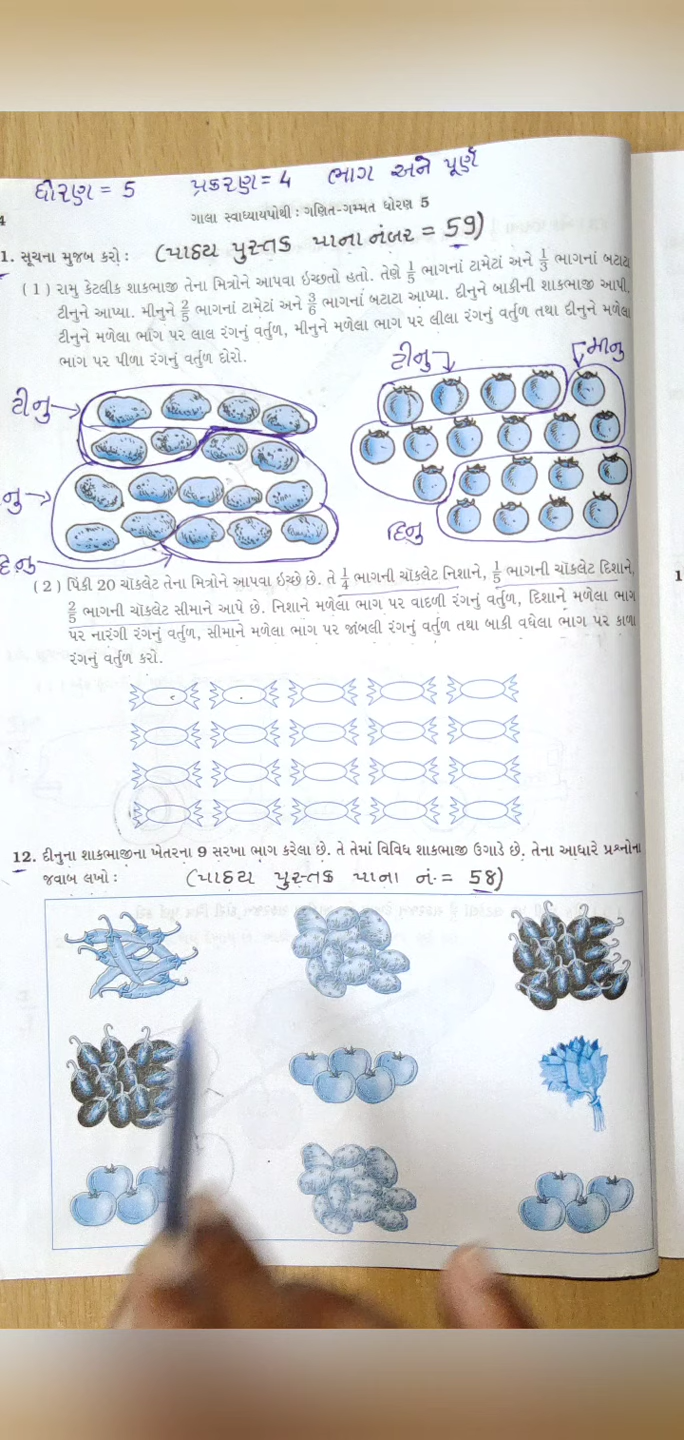 ધોરણ = 5 પ્રકરણ = 4 ભાગ અને પૂર્ણ
4
ગાલા સ્વાધ્યાયપોથી : ગણિત-ગમ્મત ધોરણ 5
1. સૂચના મુજબ કરો : (પાઠ્ય પુસ્તક પાના નંબર = 59)
(1) રામુ કેટલીક શાકભાજી તેના મિત્રોને આપવા ઇચ્છતો હતો. તેણે 1/5 ભાગનાં ટામેટાં અને 1/3 ભાગનાં બટાટા
ટીનુને આપ્યા. મીનુને 2/5 ભાગનાં ટામેટાં અને 3/6 ભાગનાં બટાટા આપ્યા. દીનુને બાકીની શાકભાજી આપી.
ટીનુને મળેલા ભાગ પર લાલ રંગનું વર્તુળ, મીનુને મળેલા ભાગ પર લીલા રંગનું વર્તુળ તથા દીનુને મળેલા
ભાગ પર પીળા રંગનું વર્તુળ દોરો.
ટીનુ મીનુ
ટીનુ
નુ
દિનુ
દિનુ
(2) પિંકી 20 ચૉકલેટ તેના મિત્રોને આપવા ઇચ્છે છે. તે 1/4 ભાગની ચૉકલેટ નિશાને, 1/5 ભાગની ચૉકલેટ દિશાને,
2/5 ભાગની ચૉકલેટ સીમાને આપે છે. નિશાને મળેલા ભાગ પર વાદળી રંગનું વર્તુળ, દિશાને મળેલા ભાગ
પર નારંગી રંગનું વર્તુળ, સીમાને મળેલા ભાગ પર જાંબલી રંગનું વર્તુળ તથા બાકી વધેલા ભાગ પર કાળા
રંગનું વર્તુળ કરો.
1
12. દીનુના શાકભાજીના ખેતરના 9 સરખા ભાગ કરેલા છે. તે તેમાં વિવિધ શાકભાજી ઉગાડે છે. તેના આધારે પ્રશ્નોના
જવાબ લખો : (પાઠ્ય પુસ્તક પાના નં. = 58)